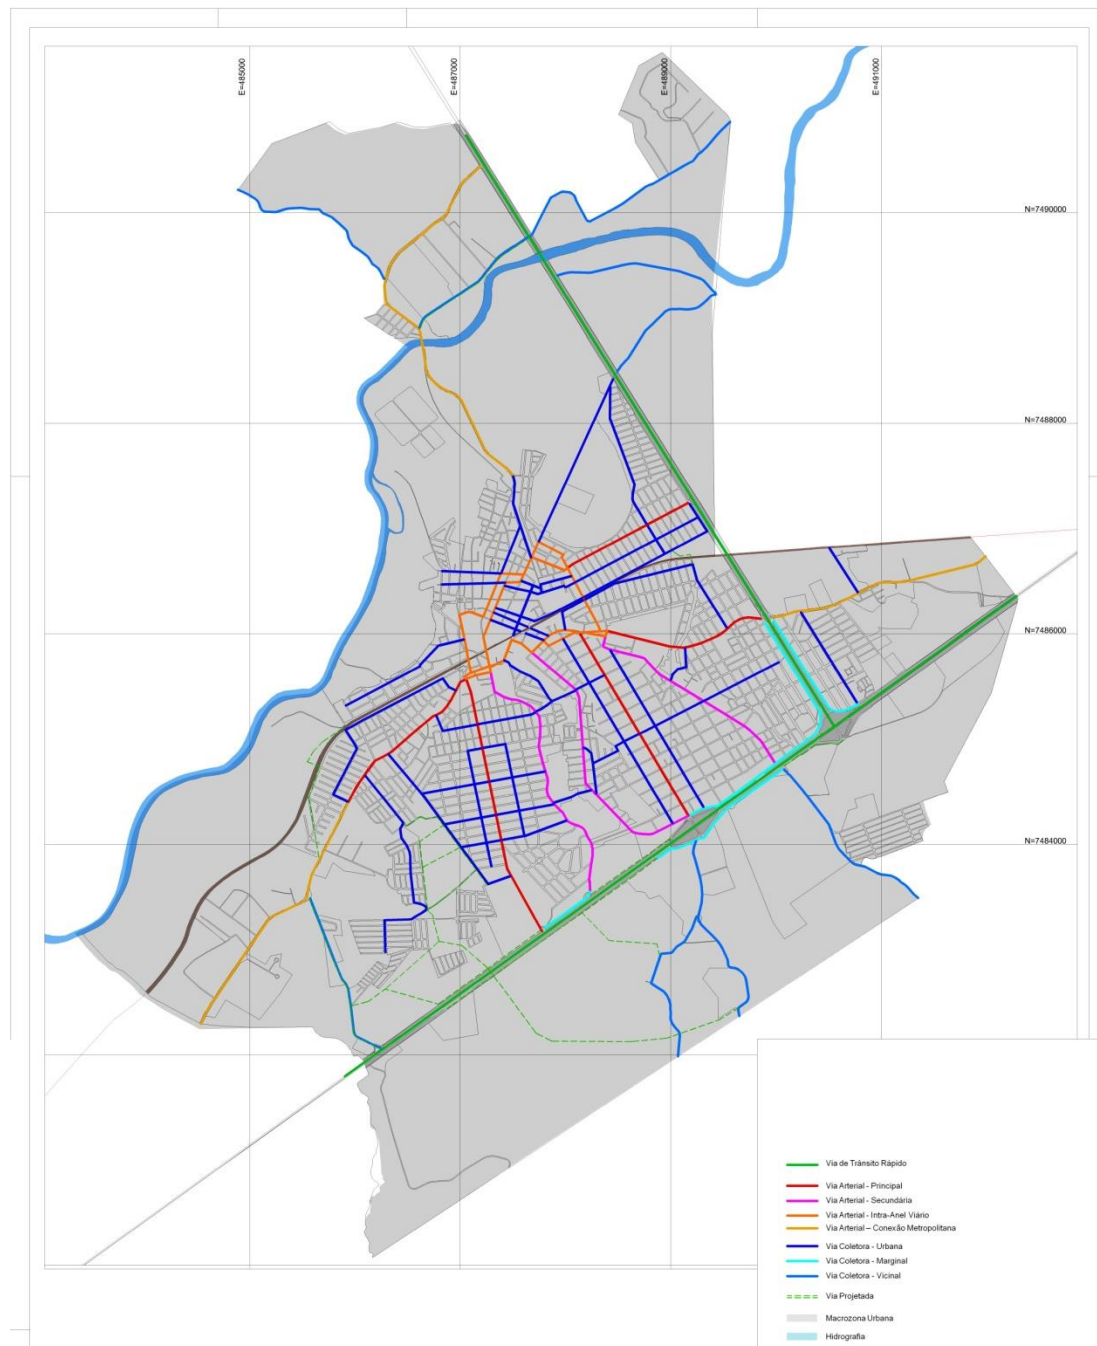 E=485000
E=487000
E=489000
E=491000
N=7490000
N=7488000
N=7486000
N=7484000
Via de Trânsito Rápido
Via Arterial - Principal
Via Arterial - Secundária
Via Arterial - Intra-Anel Viário
Via Arterial – Conexão Metropolitana
Via Coletora - Urbana
Via Coletora - Marginal
Via Coletora - Vicinal
Via Projetada
Macrozona Urbana
Hidrografia